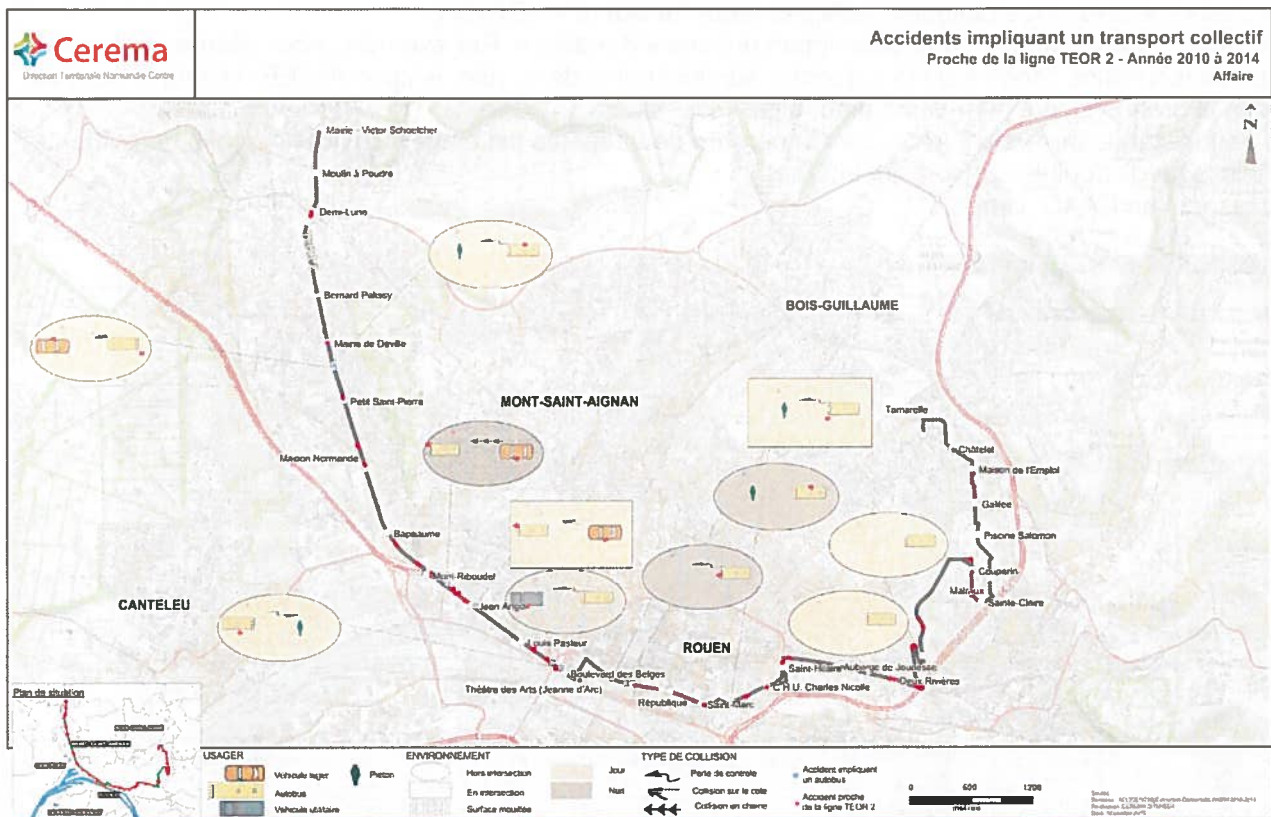 Cerema
Direction Territoriale Normandie Centre
Accidents impliquant un transport collectif
Proche de la ligne TEOR 2 - Année 2010 à 2014
Affaire
N
Mairie - Victor Schoelcher
Moulin à Poudre
Demi-Lune
Bernard Palissy
BOIS-GUILLAUME
Mairie de Déville
Petit Saint-Pierre
MONT-SAINT-AIGNAN
Tamarelle
Châtelet
Maison Normande
Maison de l'Emploi
Galilée
Bapeaume
Piscine Salomon
Mont-Riboudet
Couperin
CANTELEU
Jean Ango
Malraux
Sainte-Claire
Louis Pasteur
ROUEN
Boulevard des Belges
Saint-Hilaire
Auberge de Jeunesse
Théâtre des Arts (Jeanne d'Arc)
C.H.U. Charles Nicolle
Deux Rivières
République
Saint-Marc
Plan de situation
USAGER
Véhicule léger
Piéton
Autobus
Véhicule utilitaire
ENVIRONNEMENT
Hors intersection
Jour
En intersection
Nuit
Surface mouillée
TYPE DE COLLISION
Perte de controle
Collision sur le cote
Collision en chaine
Accident impliquant
un autobus
Accident proche
de la ligne TEOR 2
0 600 1200
mètres